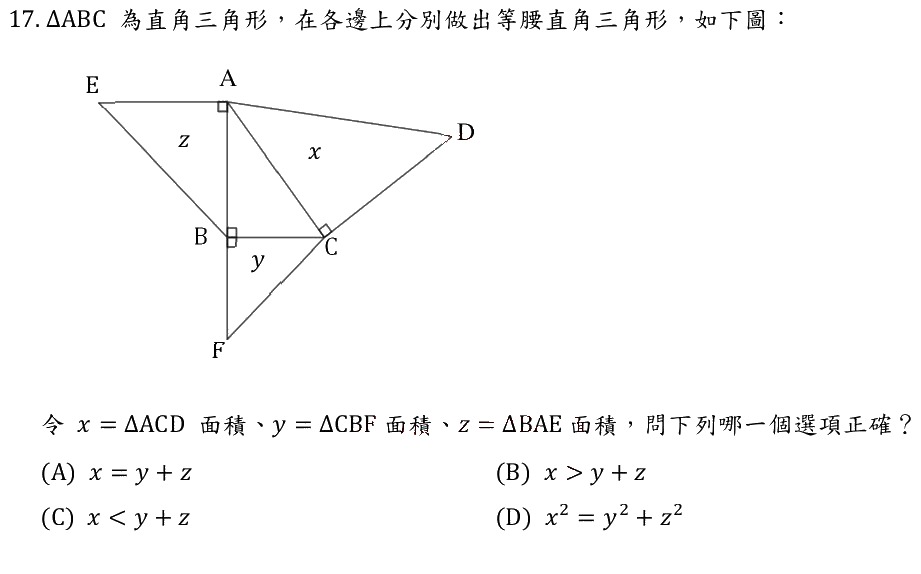 17. ΔABC 為直角三角形，在各邊上分別做出等腰直角三角形，如下圖：
E
A
D
z
x
B
C
y
F
令 x = ΔACD 面積、y = ΔCBF 面積、z = ΔBAE 面積，問下列哪一個選項正確？
(A) x = y + z (B) x > y + z
(C) x < y + z (D) x² = y² + z²